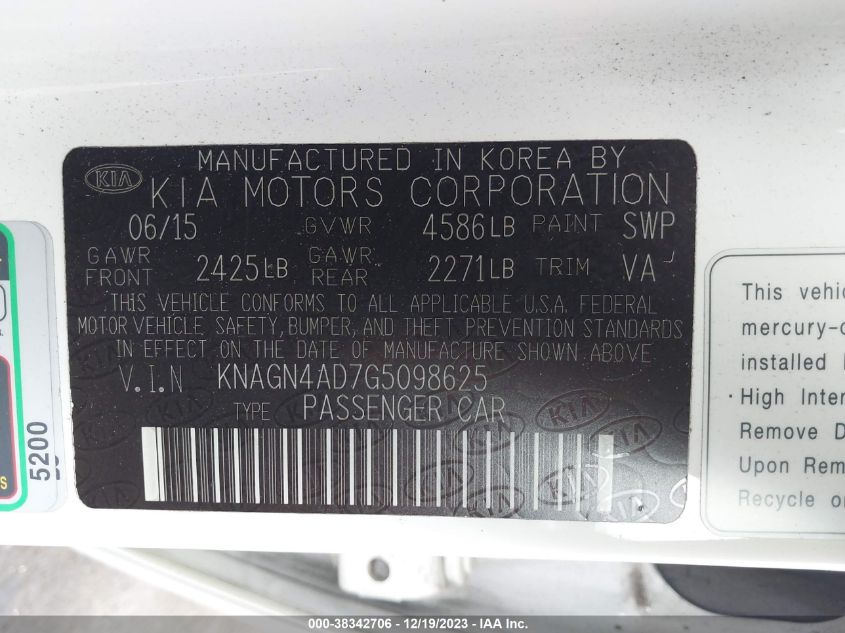 MANUFACTURED IN KOREA BY
KIA KIA MOTORS CORPORATION
06/15 GVWR 4586LB PAINT SWP
GAWR FRONT 2425LB GAWR REAR 2271LB TRIM VA
THIS VEHICLE CONFORMS TO ALL APPLICABLE U.S.A. FEDERAL
MOTOR VEHICLE SAFETY, BUMPER, AND THEFT PREVENTION STANDARDS
IN EFFECT ON THE DATE OF MANUFACTURE SHOWN ABOVE
V.I.N KNAGN4AD7G5098625
TYPE PASSENGER CAR
5200
This
mercury-
installed
·High
Remove
Upon
Recycle
000-38342706 - 12/19/2023 - IAA Inc.